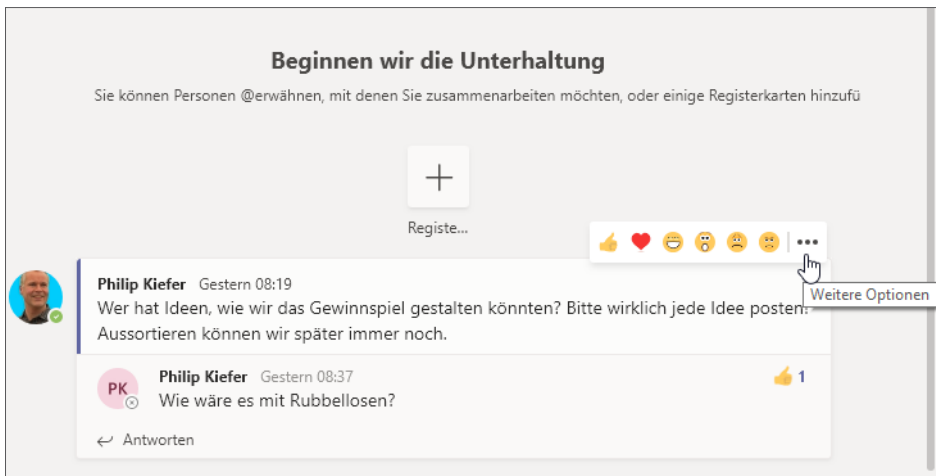 Beginnen wir die Unterhaltung
Sie können Personen @erwähnen, mit denen Sie zusammenarbeiten möchten, oder einige Registerkarten hinzufü
Registe...
Philip Kiefer Gestern 08:19
Weitere Optionen
Wer hat Ideen, wie wir das Gewinnspiel gestalten könnten? Bitte wirklich jede Idee posten!
Aussortieren können wir später immer noch.
PK
Philip Kiefer Gestern 08:37
1
Wie wäre es mit Rubbellosen?
Antworten